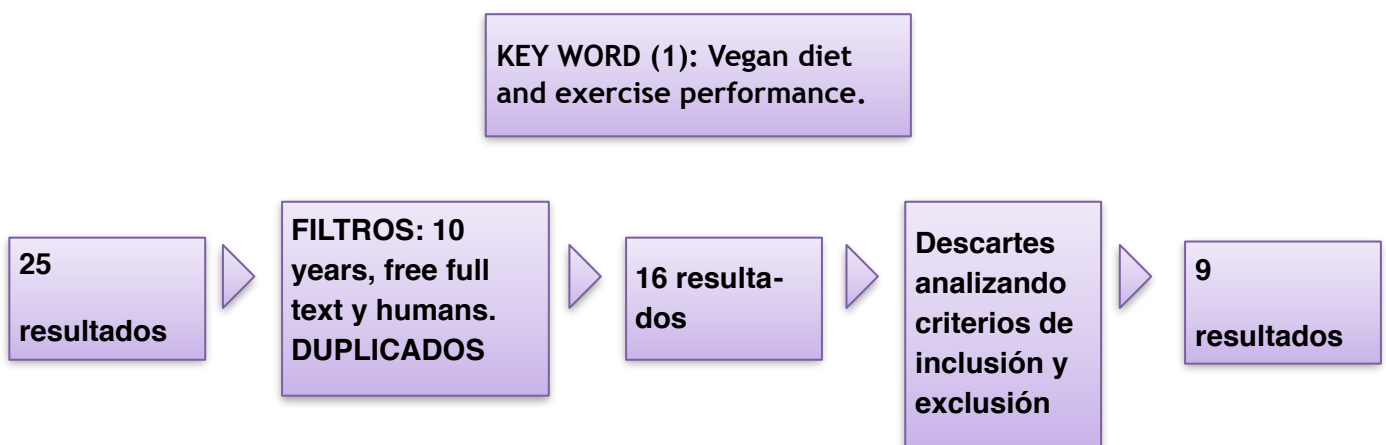 KEY WORD (1): Vegan diet
and exercise performance.
25
resultados
FILTROS: 10
years, free full
text y humans.
DUPLICADOS
16 resulta-
dos
Descartes
analizando
criterios de
inclusión y
exclusión
9
resultados